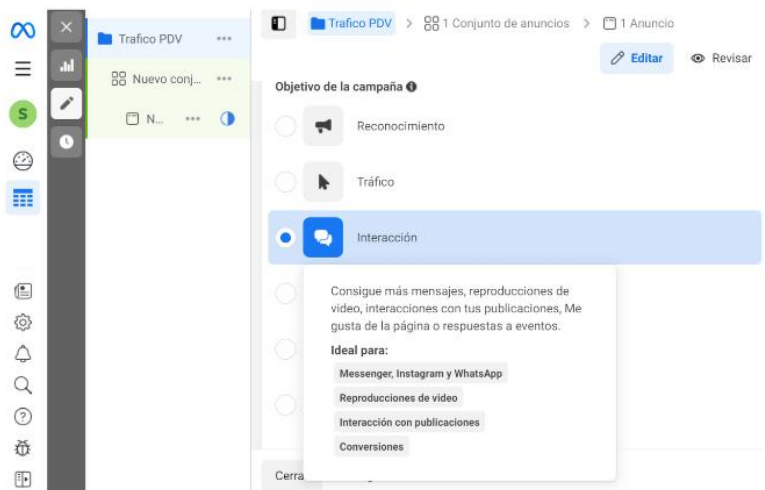 Trafico PDV
Trafico PDV > 1 Conjunto de anuncios > 1 Anuncio
Editar
Revisar
Nuevo conj...
S
N...
Objetivo de la campaña
Reconocimiento
Tráfico
Interacción
Consigue más mensajes, reproducciones de
video, interacciones con tus publicaciones, Me
gusta de la página o respuestas a eventos.
Ideal para:
Messenger, Instagram y WhatsApp
Reproducciones de video
Interacción con publicaciones
Conversiones
Cerra